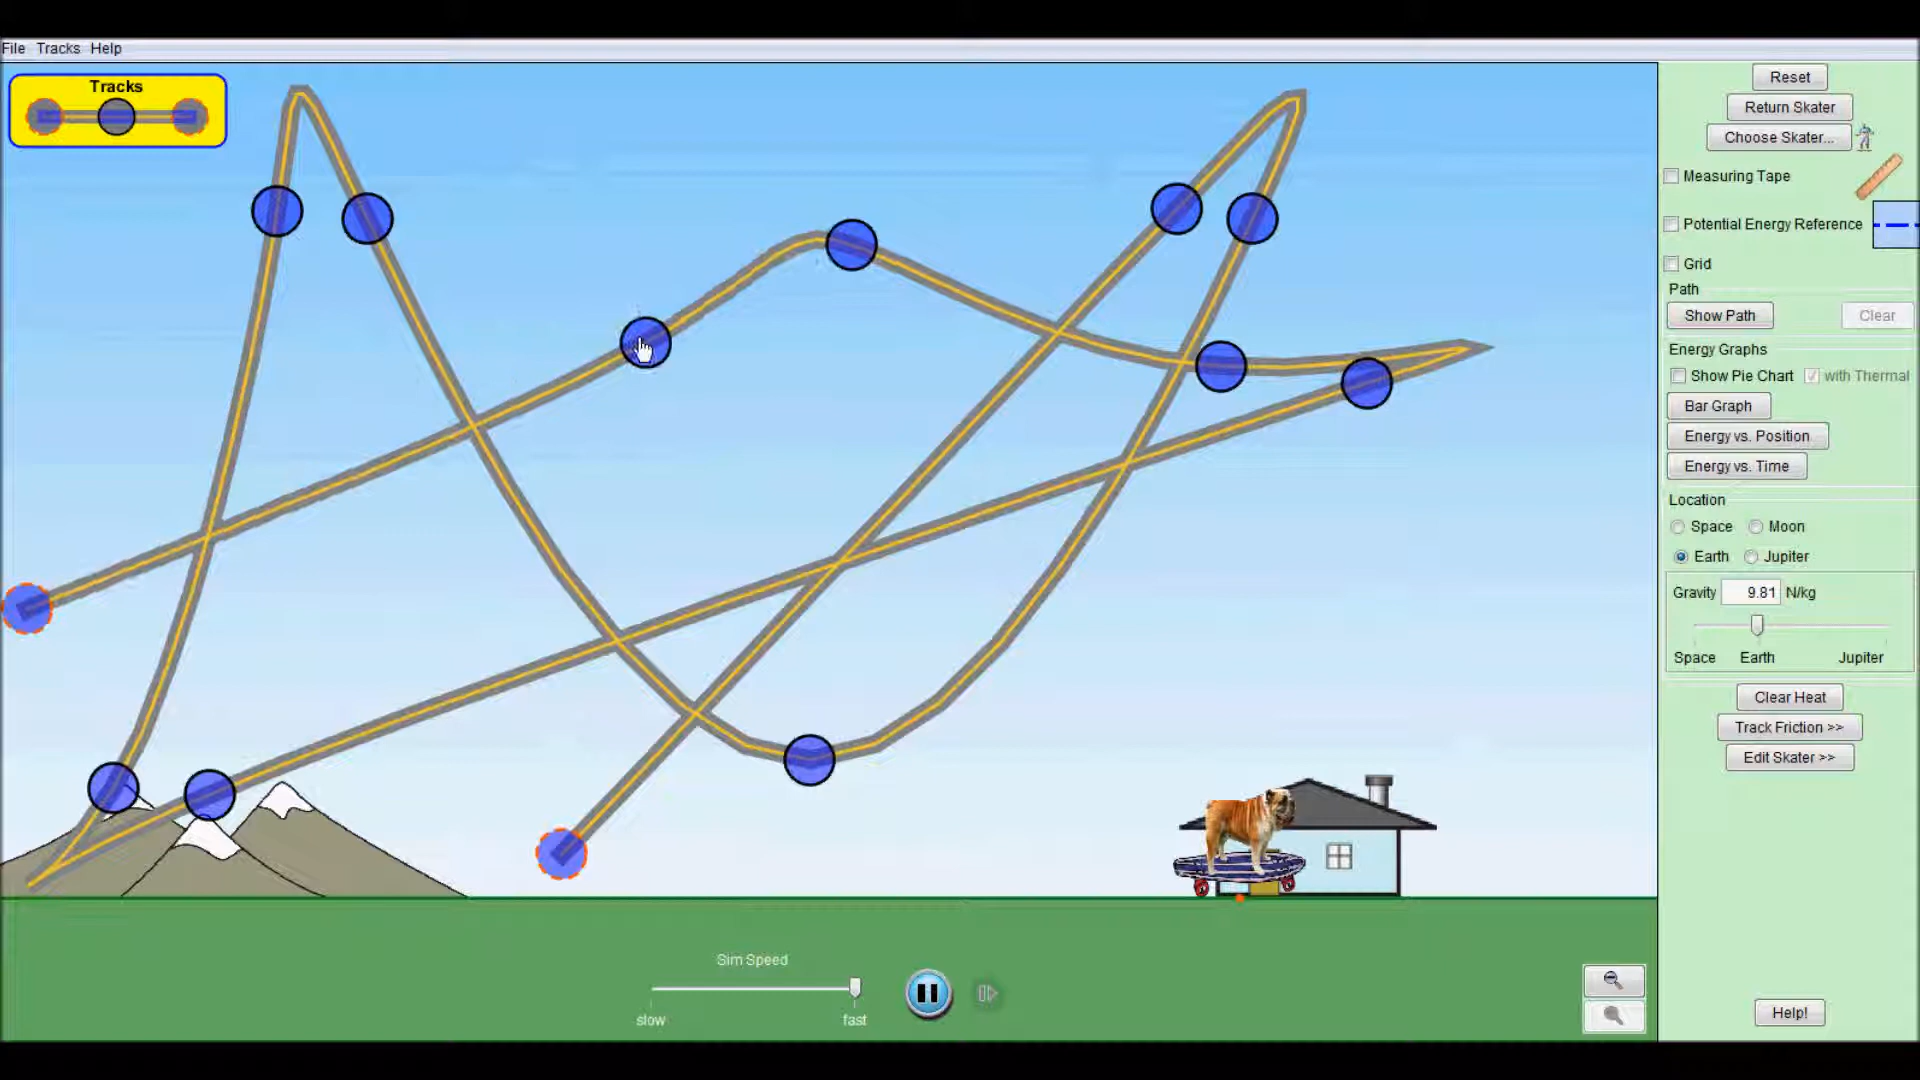 File Tracks Help
Tracks
Reset
Return Skater
Choose Skater...
Measuring Tape
Potential Energy Reference
Grid
Path
Show Path Clear
Energy Graphs
Show Pie Chart with Thermal
Bar Graph
Energy vs. Position
Energy vs. Time
Location
Space Moon
Earth Jupiter
Gravity 9.81 N/kg
Space Earth Jupiter
Clear Heat
Track Friction >>
Edit Skater >>
Sim Speed
slow fast
Help!